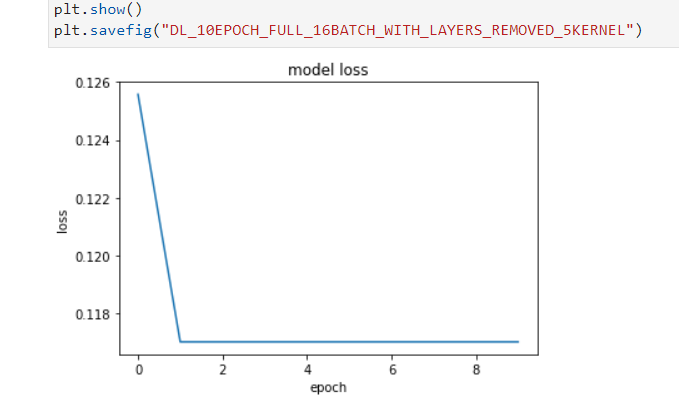 plt.show()
plt.savefig("DL_10EPOCH_FULL_16BATCH_WITH_LAYERS_REMOVED_5KERNEL")
model loss
0.126
0.124
0.122
0.120
0.118
loss
0 2 4 6 8
epoch